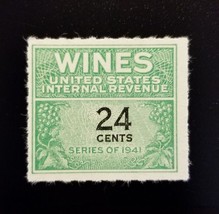 WINES
UNITED STATES
INTERNAL REVENUE
24
CENTS
SERIES OF 1941